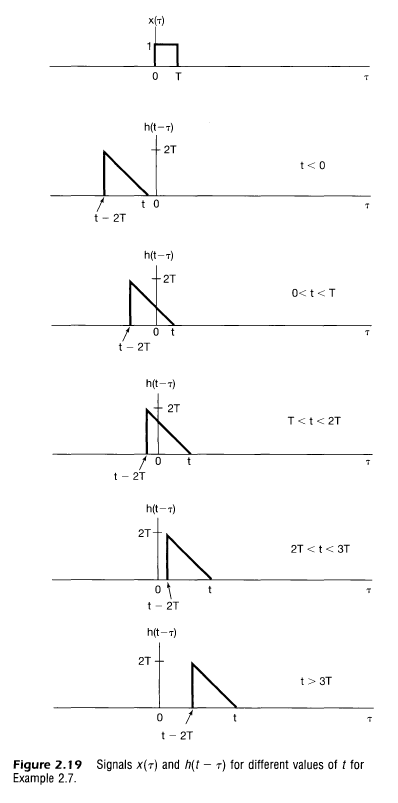 x(τ)
1
0 T τ
h(t−τ)
2T
t < 0
t 0 τ
t − 2T
h(t−τ)
2T
0< t < T
0 t τ
t − 2T
h(t−τ)
2T
T < t < 2T
0 t τ
t − 2T
h(t−τ)
2T
2T < t < 3T
0 t τ
t − 2T
h(t−τ)
2T
t > 3T
0 t τ
t − 2T
Figure 2.19 Signals x(τ) and h(t − τ) for different values of t for
Example 2.7.